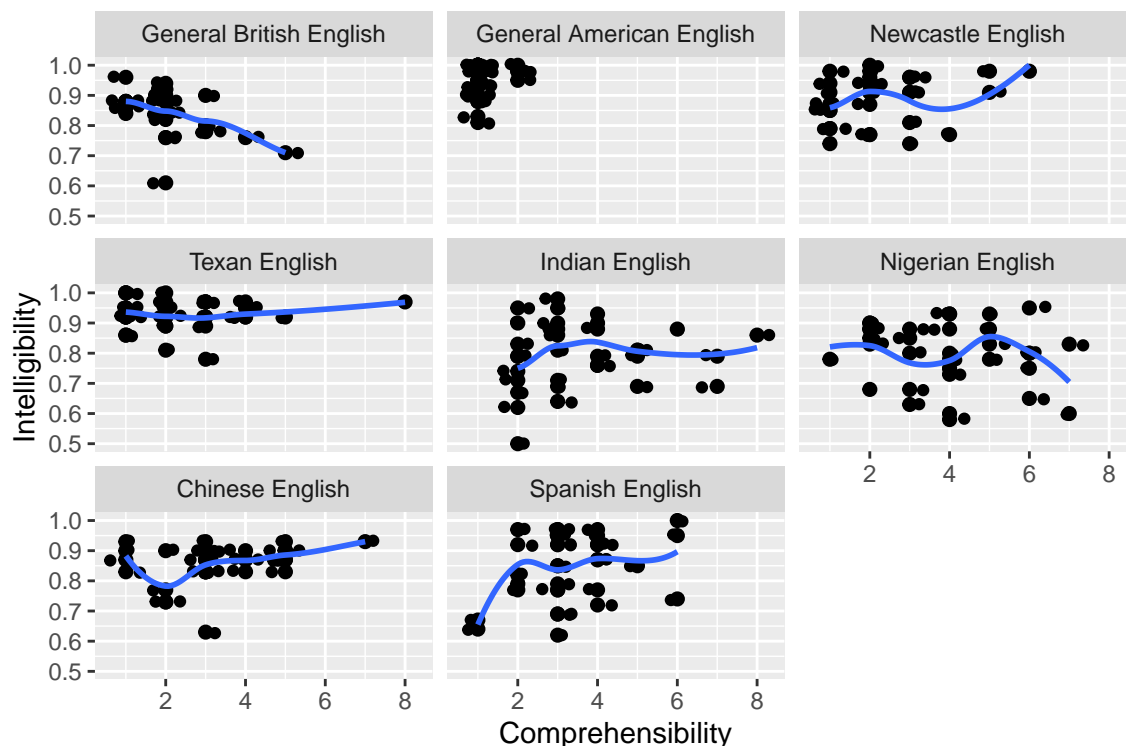 General British English
General American English
Newcastle English
1.0
0.9
0.8
0.7
0.6
0.5
Texan English
Indian English
Nigerian English
1.0
0.9
0.8
0.7
0.6
0.5
2 4 6 8
Chinese English
Spanish English
1.0
0.9
0.8
0.7
0.6
0.5
2 4 6 8
2 4 6 8
Intelligibility
Comprehensibility